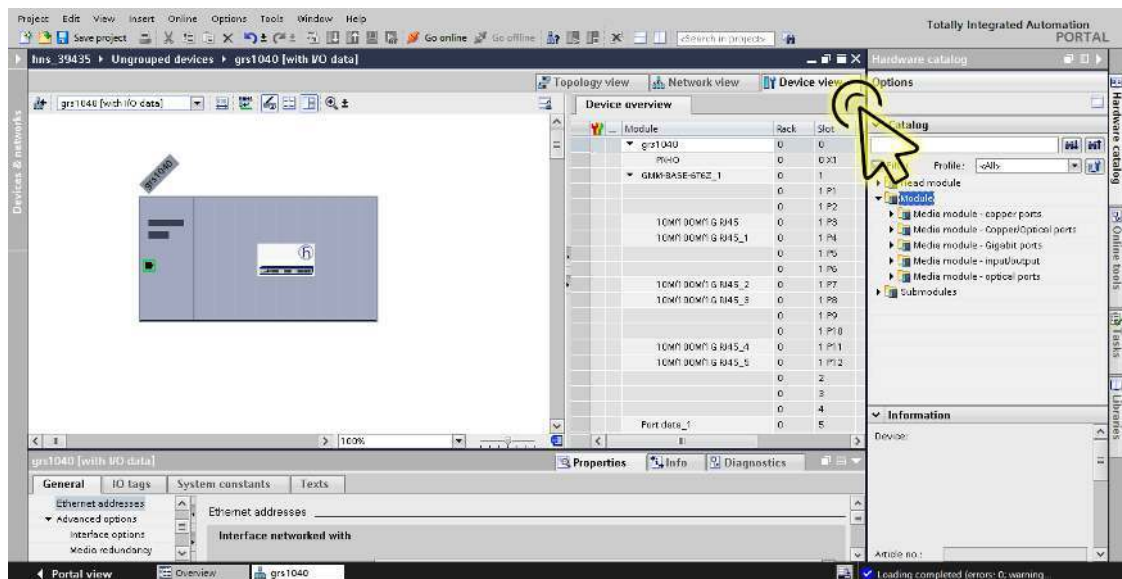 Project Edit View Insert Online Options Tools Window Help
Totally Integrated Automation
PORTAL
Save project
Go online
Go offline
<Search in project>
hns_39435 ▸ Ungrouped devices ▸ grs1040 [with I/O data]
Hardware catalog
Topology view
Network view
Device view
Options
grs1040 [with I/O data]
Device overview
Catalog
Module Rack Slot
grs1040 0 0
PN-IO 0 0 X1
GMM-BASE-6T6Z_1 0 1
0 1 P1
0 1 P2
10M/100M/1G RJ45 0 1 P3
10M/100M/1G RJ45_1 0 1 P4
0 1 P5
0 1 P6
10M/100M/1G RJ45_2 0 1 P7
10M/100M/1G RJ45_3 0 1 P8
0 1 P9
0 1 P10
10M/100M/1G RJ45_4 0 1 P11
10M/100M/1G RJ45_5 0 1 P12
0 2
0 3
0 4
Port data_1 0 5
Profile: <All>
Head module
Module
Media module - copper ports
Media module - Copper/Optical ports
Media module - Gigabit ports
Media module - input/output
Media module - optical ports
Submodules
Information
Device:
Article no.:
grs1040
100%
Devices & networks
Hardware catalog
Online tools
Tasks
Libraries
grs1040 [with I/O data]
Properties
Info
Diagnostics
General
IO tags
System constants
Texts
Ethernet addresses
Advanced options
Interface options
Media redundancy
Ethernet addresses
Interface networked with
Portal view
Overview
grs1040
Loading completed (errors: 0; warning...